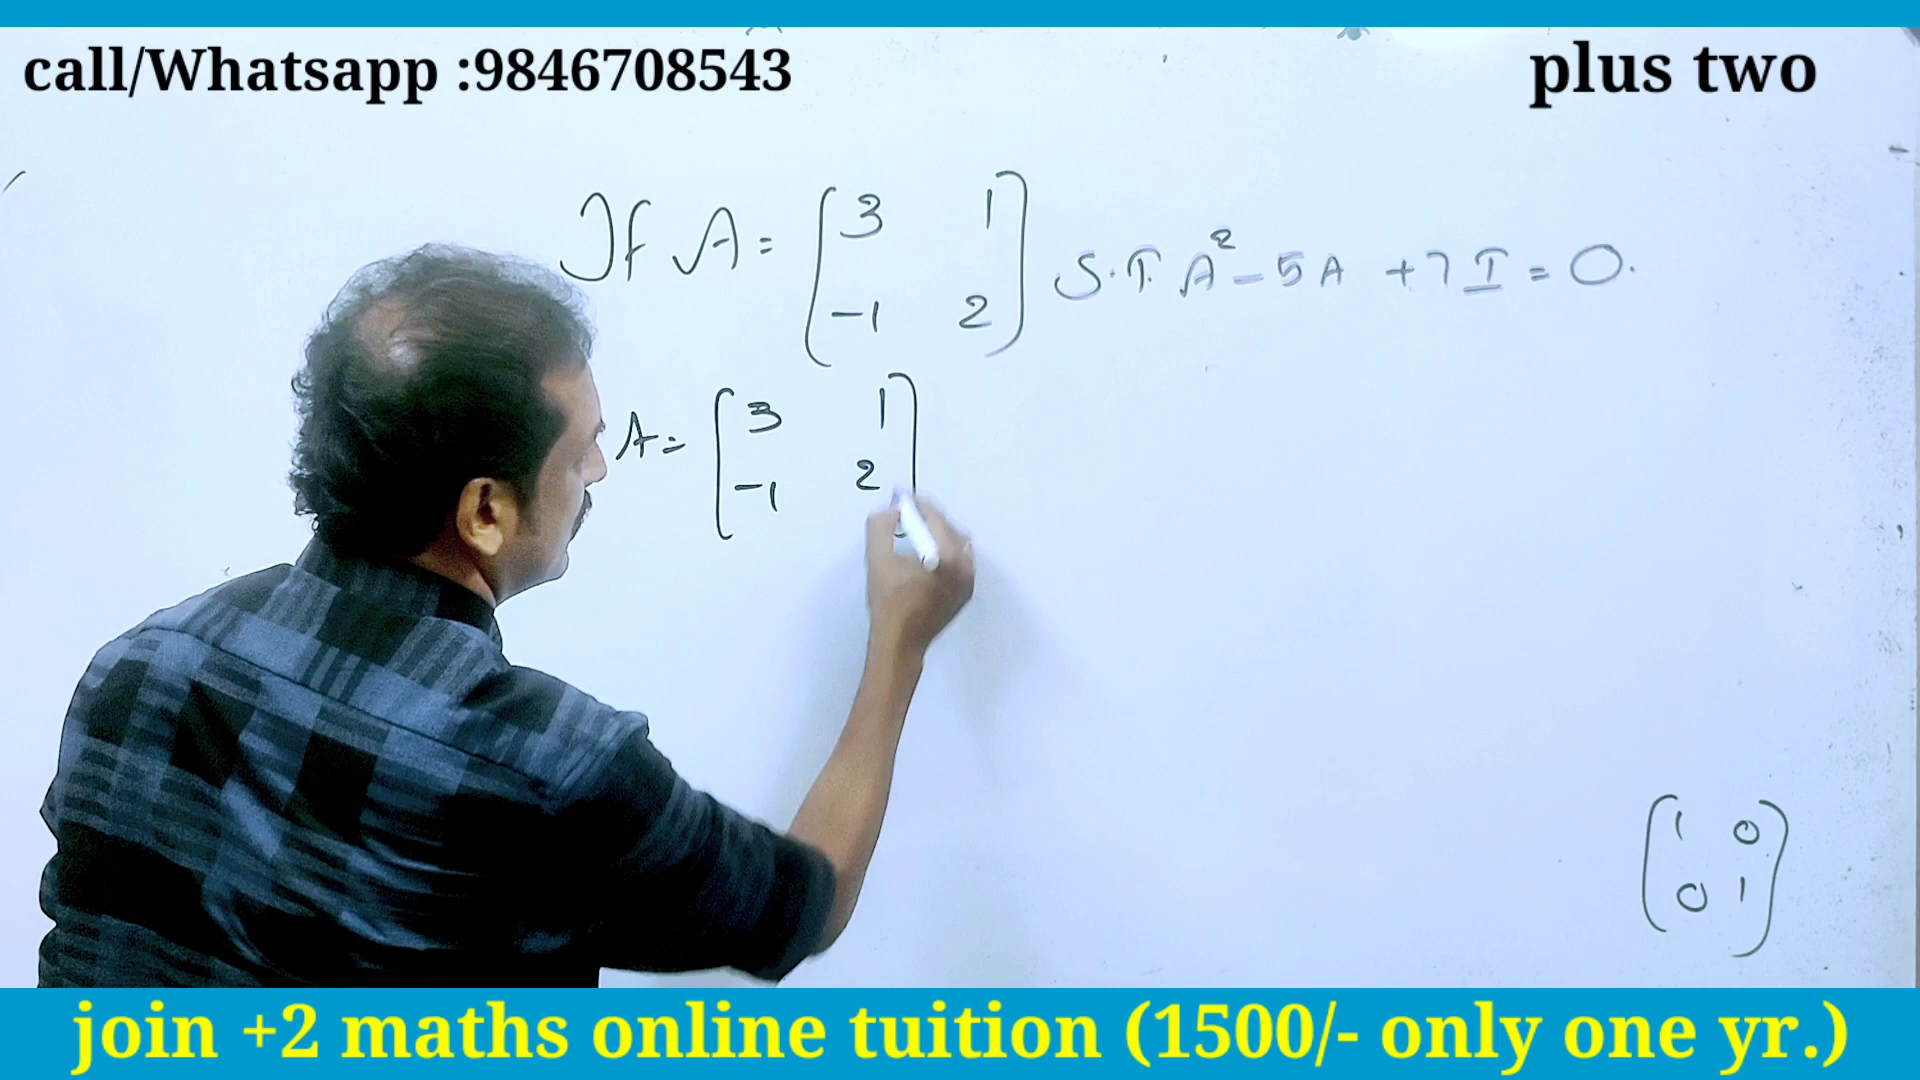 call/Whatsapp :9846708543
plus two
If A = [3 1
-1 2] S.T. A² - 5A + 7I = 0.
A = [3 1
-1 2]
[1 0
0 1]
join +2 maths online tuition (1500/- only one yr.)